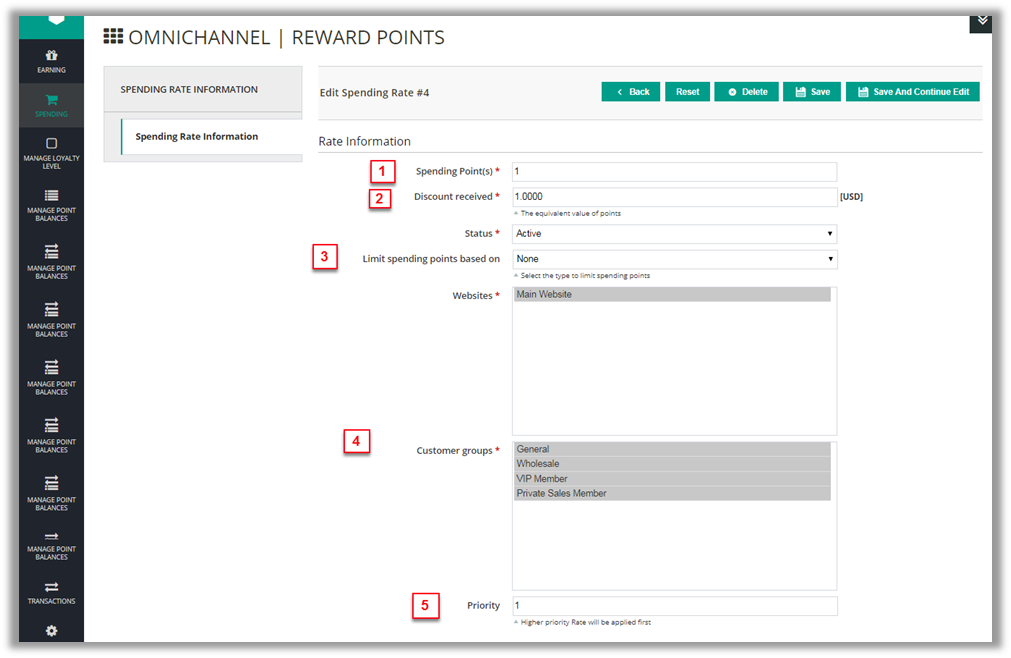 OMNICHANNEL | REWARD POINTS
EARNING
SPENDING
MANAGE LOYALTY
LEVEL
MANAGE POINT
BALANCES
MANAGE POINT
BALANCES
MANAGE POINT
BALANCES
MANAGE POINT
BALANCES
MANAGE POINT
BALANCES
MANAGE POINT
BALANCES
MANAGE POINT
BALANCES
TRANSACTIONS
SPENDING RATE INFORMATION
Spending Rate Information
Edit Spending Rate #4
Back Reset Delete Save Save And Continue Edit
Rate Information
1 Spending Point(s) * 1
2 Discount received * 1.0000 [USD]
The equivalent value of points
Status * Active
3 Limit spending points based on None
Select the type to limit spending points
Websites * Main Website
4 Customer groups * General
Wholesale
VIP Member
Private Sales Member
5 Priority 1
Higher priority Rate will be applied first